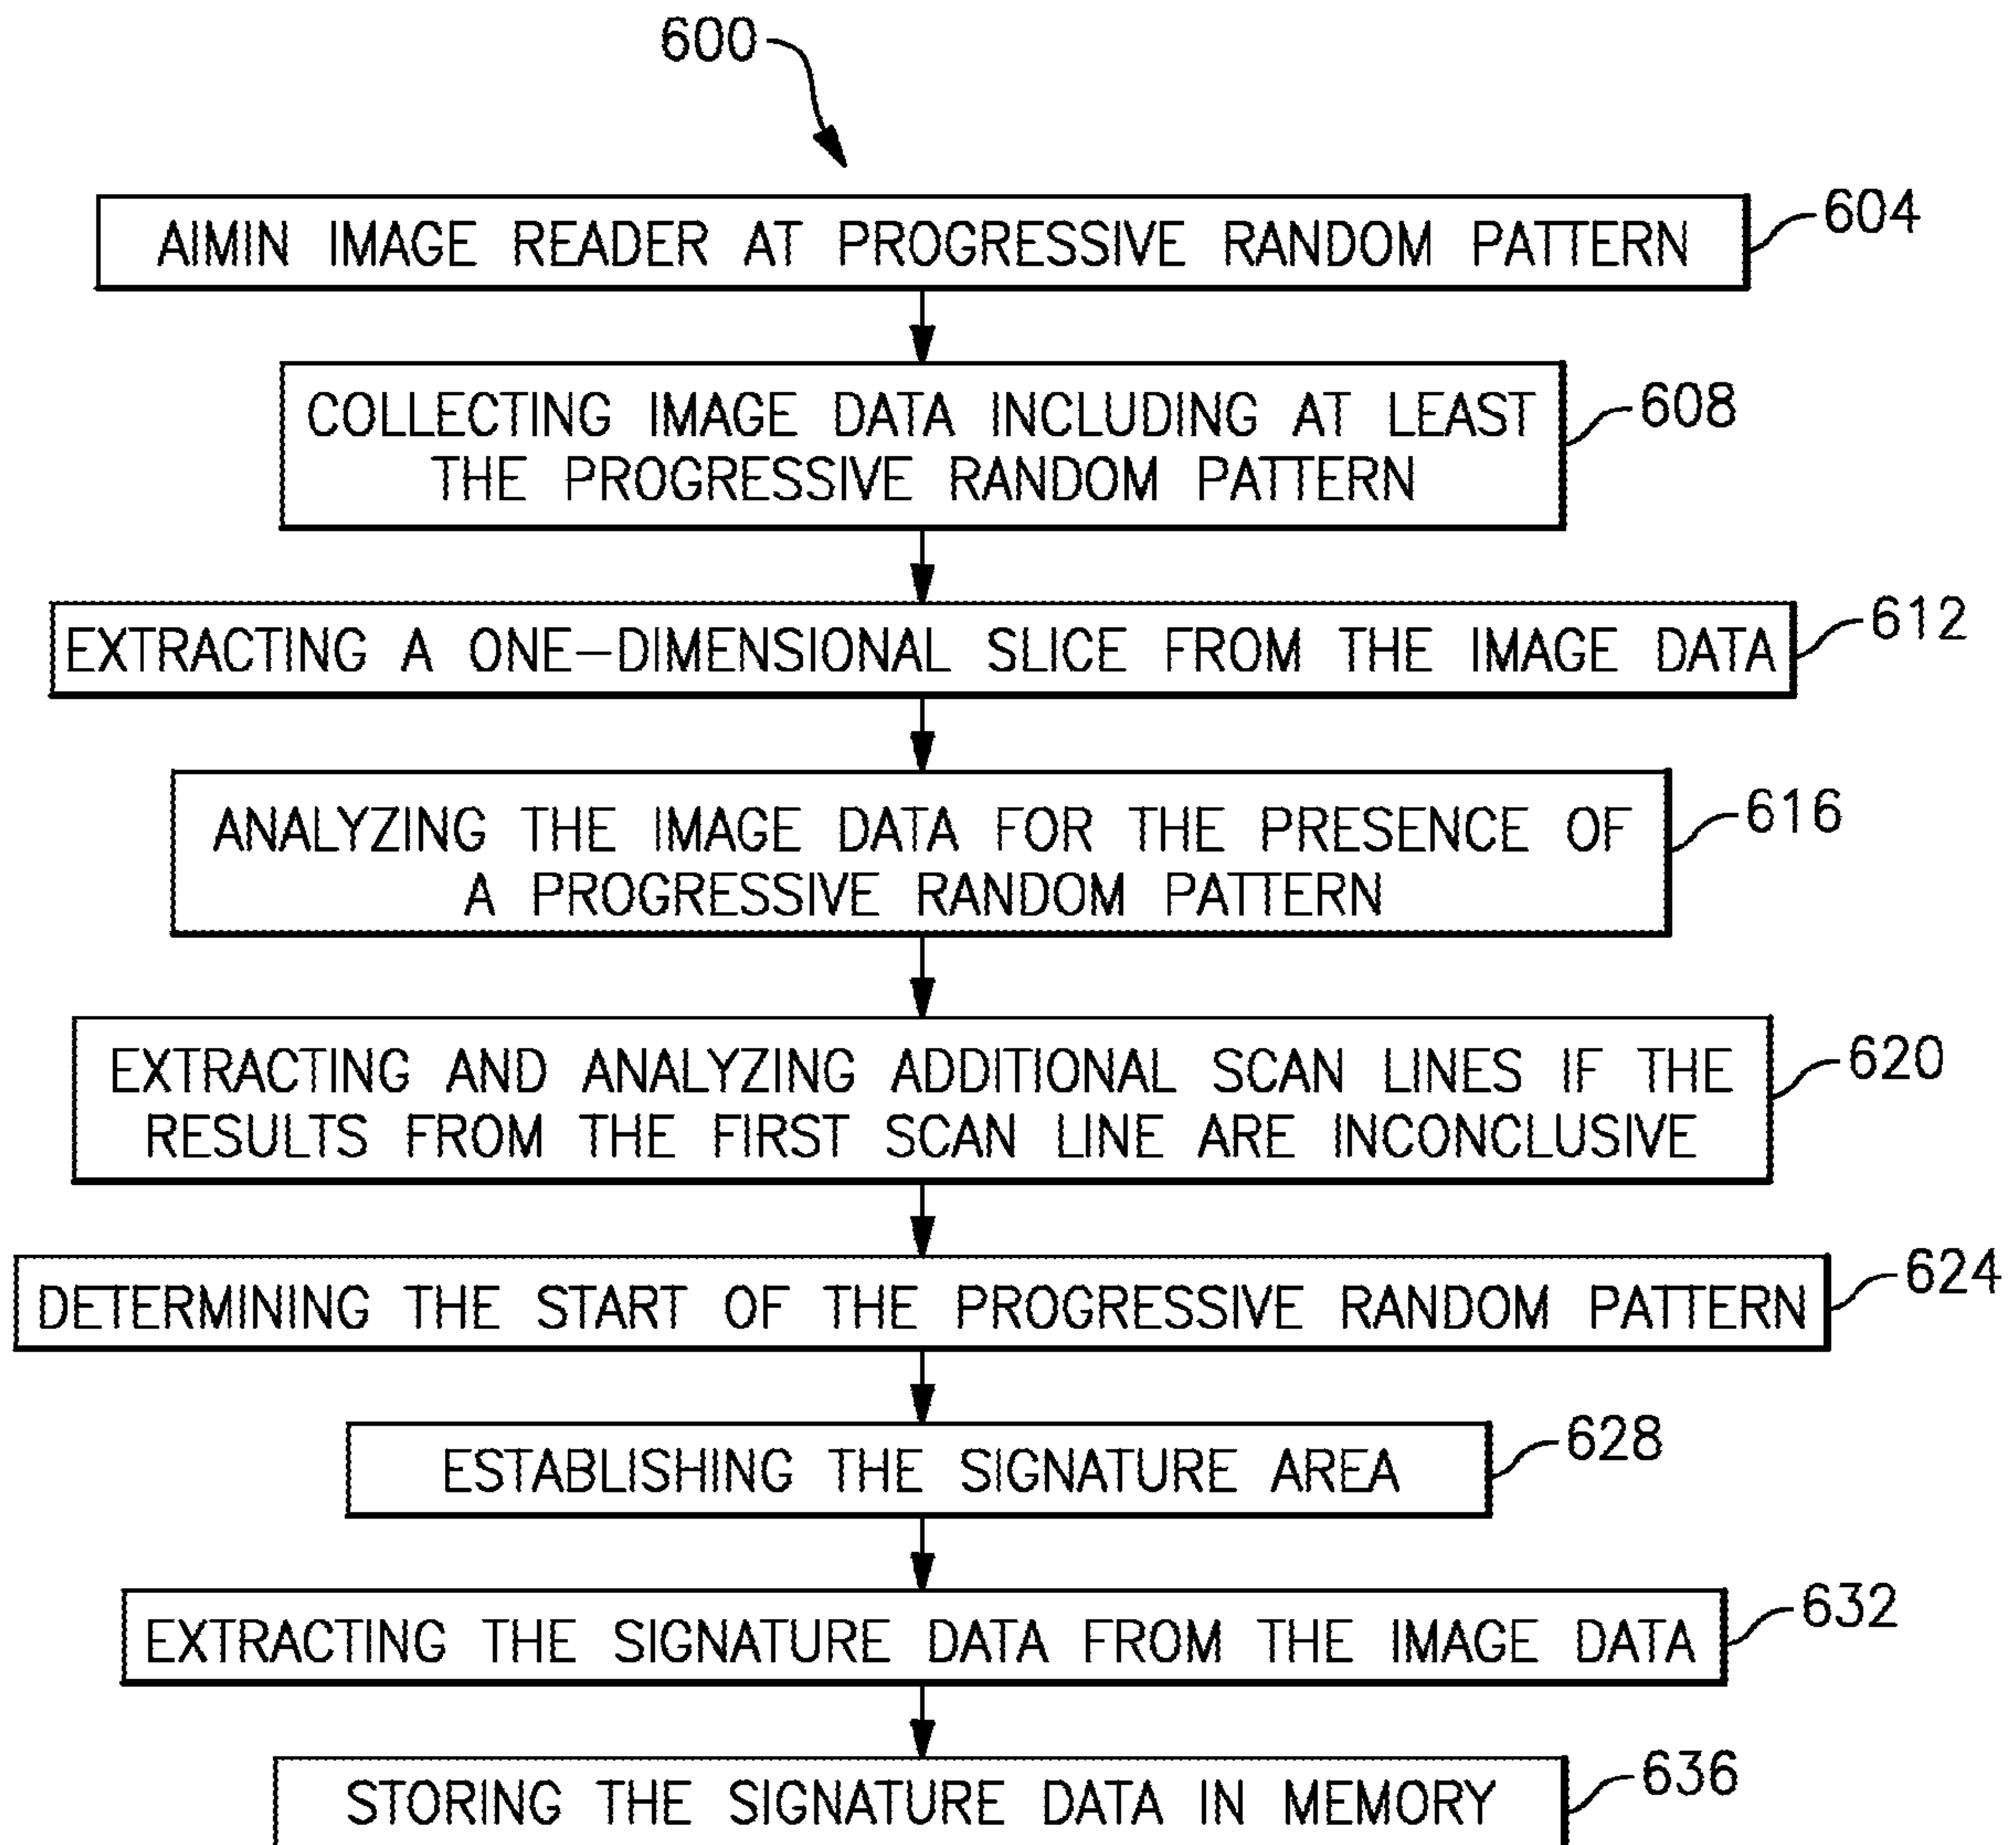 600
AIMIN IMAGE READER AT PROGRESSIVE RANDOM PATTERN
604
COLLECTING IMAGE DATA INCLUDING AT LEAST
THE PROGRESSIVE RANDOM PATTERN
608
EXTRACTING A ONE-DIMENSIONAL SLICE FROM THE IMAGE DATA
612
ANALYZING THE IMAGE DATA FOR THE PRESENCE OF
A PROGRESSIVE RANDOM PATTERN
616
EXTRACTING AND ANALYZING ADDITIONAL SCAN LINES IF THE
RESULTS FROM THE FIRST SCAN LINE ARE INCONCLUSIVE
620
DETERMINING THE START OF THE PROGRESSIVE RANDOM PATTERN
624
ESTABLISHING THE SIGNATURE AREA
628
EXTRACTING THE SIGNATURE DATA FROM THE IMAGE DATA
632
STORING THE SIGNATURE DATA IN MEMORY
636